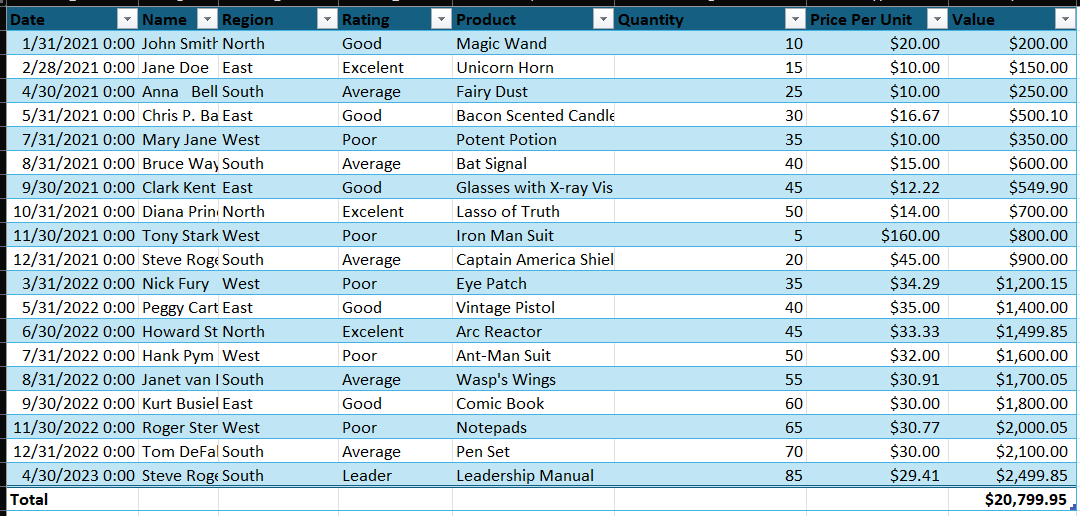 Date Name Region Rating Product Quantity Price Per Unit Value
1/31/2021 0:00 John Smith North Good Magic Wand 10 $20.00 $200.00
2/28/2021 0:00 Jane Doe East Excelent Unicorn Horn 15 $10.00 $150.00
4/30/2021 0:00 Anna Bell South Average Fairy Dust 25 $10.00 $250.00
5/31/2021 0:00 Chris P. Ba East Good Bacon Scented Candle 30 $16.67 $500.10
7/31/2021 0:00 Mary Jane West Poor Potent Potion 35 $10.00 $350.00
8/31/2021 0:00 Bruce Way South Average Bat Signal 40 $15.00 $600.00
9/30/2021 0:00 Clark Kent East Good Glasses with X-ray Vis 45 $12.22 $549.90
10/31/2021 0:00 Diana Prin North Excelent Lasso of Truth 50 $14.00 $700.00
11/30/2021 0:00 Tony Stark West Poor Iron Man Suit 5 $160.00 $800.00
12/31/2021 0:00 Steve Roge South Average Captain America Shiel 20 $45.00 $900.00
3/31/2022 0:00 Nick Fury West Poor Eye Patch 35 $34.29 $1,200.15
5/31/2022 0:00 Peggy Cart East Good Vintage Pistol 40 $35.00 $1,400.00
6/30/2022 0:00 Howard St North Excelent Arc Reactor 45 $33.33 $1,499.85
7/31/2022 0:00 Hank Pym West Poor Ant-Man Suit 50 $32.00 $1,600.00
8/31/2022 0:00 Janet van South Average Wasp's Wings 55 $30.91 $1,700.05
9/30/2022 0:00 Kurt Busiel East Good Comic Book 60 $30.00 $1,800.00
11/30/2022 0:00 Roger Ster West Poor Notepads 65 $30.77 $2,000.05
12/31/2022 0:00 Tom DeFal South Average Pen Set 70 $30.00 $2,100.00
4/30/2023 0:00 Steve Roge South Leader Leadership Manual 85 $29.41 $2,499.85
Total $20,799.95